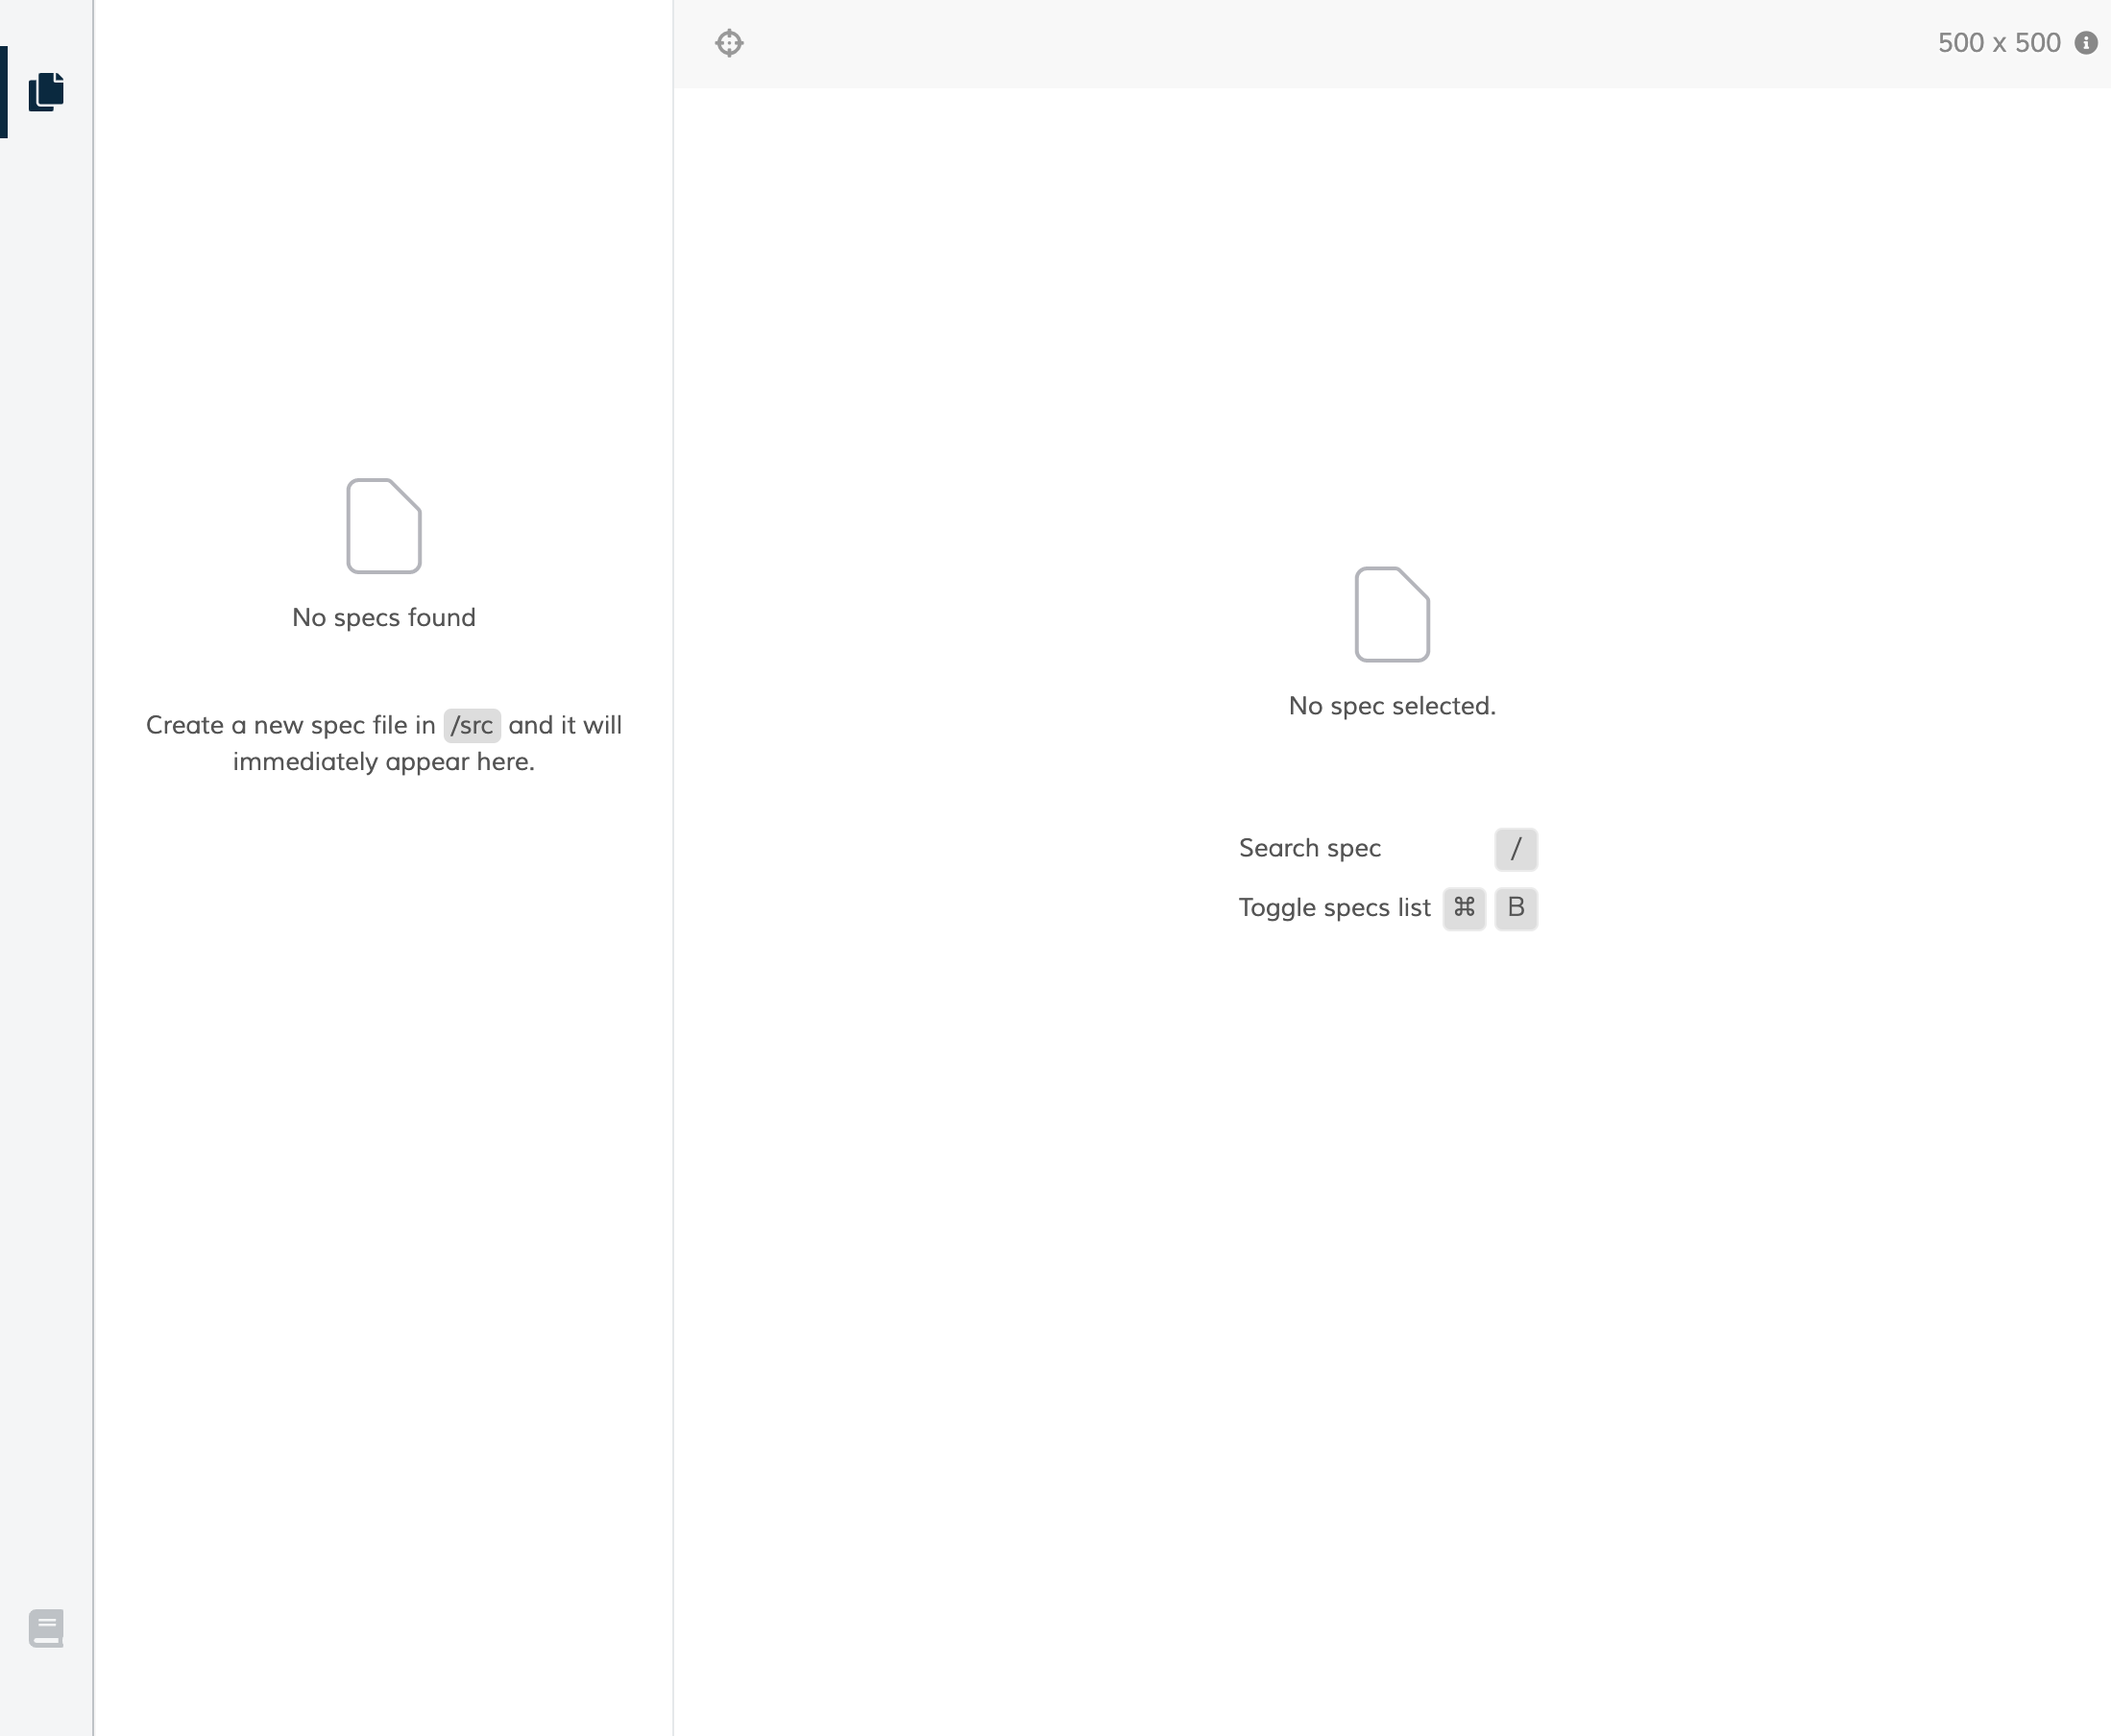 500 x 500
No specs found
Create a new spec file in /src and it will
immediately appear here.
No spec selected.
Search spec /
Toggle specs list ⌘ B